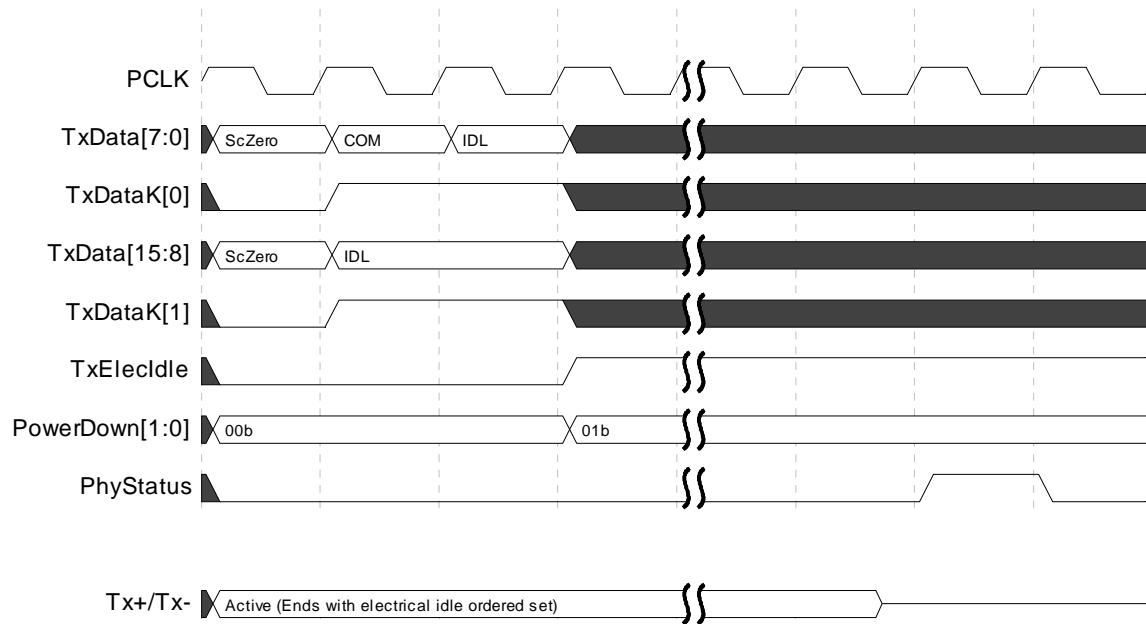 PCLK
TxData[7:0] ScZero COM IDL
TxDataK[0]
TxData[15:8] ScZero IDL
TxDataK[1]
TxElecIdle
PowerDown[1:0] 00b 01b
PhyStatus
Tx+/Tx- Active (Ends with electrical idle ordered set)